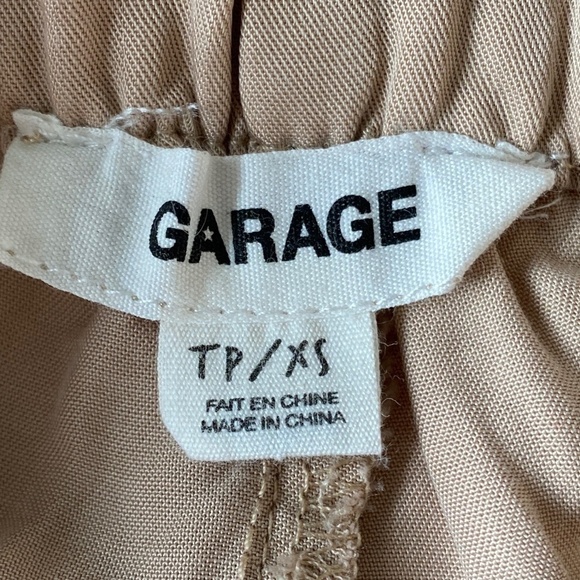 GARAGE
TP/XS
FAIT EN CHINE
MADE IN CHINA